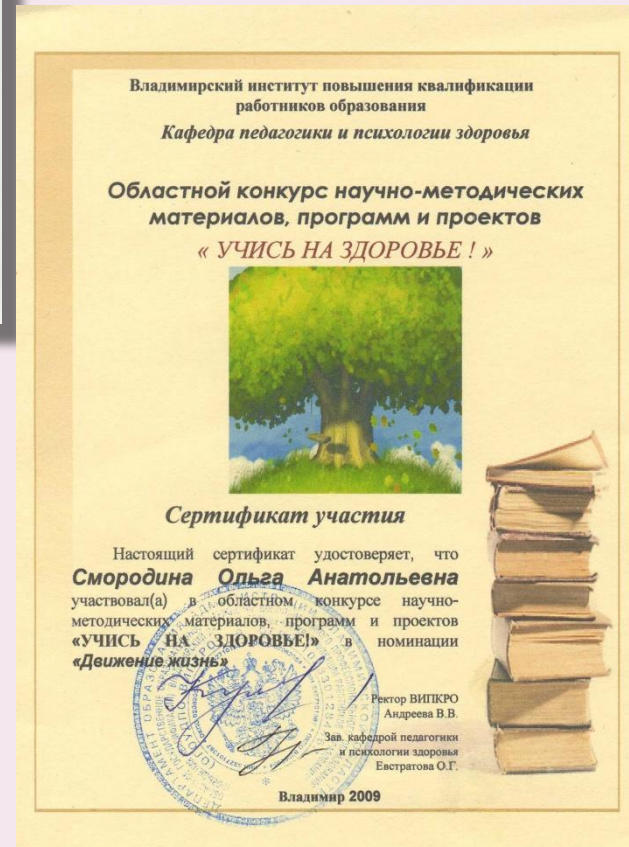 Владимирский институт повышения квалификации
работников образования
Кафедра педагогики и психологии здоровья
Областной конкурс научно-методических
материалов, программ и проектов
« УЧИСЬ НА ЗДОРОВЬЕ ! »
Сертификат участия
Настоящий сертификат удостоверяет, что
Смородина Ольга Анатольевна
участвовал(а) в областном конкурсе научно-
методических материалов, программ и проектов
«УЧИСЬ НА ЗДОРОВЬЕ!» в номинации
«Движение жизнь»
Ректор ВИПКРО
Андреева В.В.
Зав. кафедрой педагогики
и психологии здоровья
Евстратова О.Г.
Владимир 2009